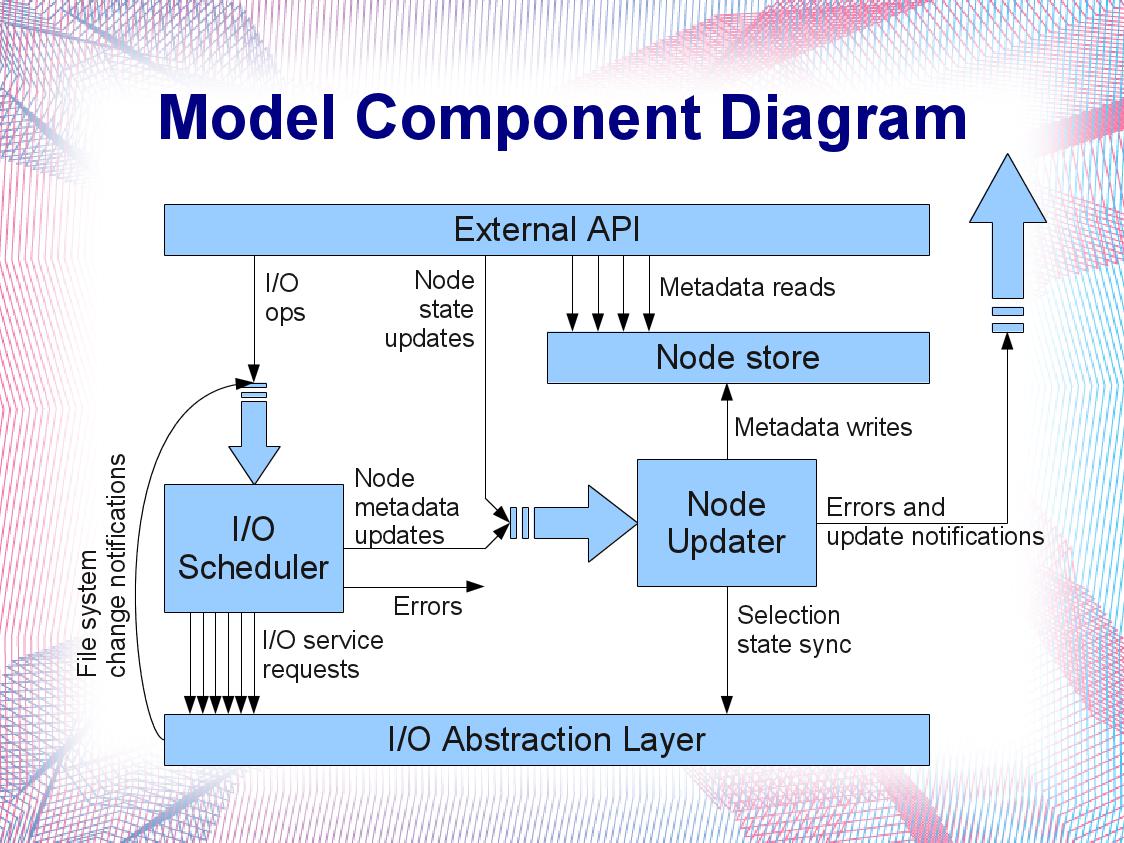 Model Component Diagram
External API
I/O
ops
Node
state
updates
Metadata reads
Node store
Metadata writes
File system
change notifications
I/O
Scheduler
Node
metadata
updates
Errors
Node
Updater
Errors and
update notifications
I/O service
requests
Selection
state sync
I/O Abstraction Layer